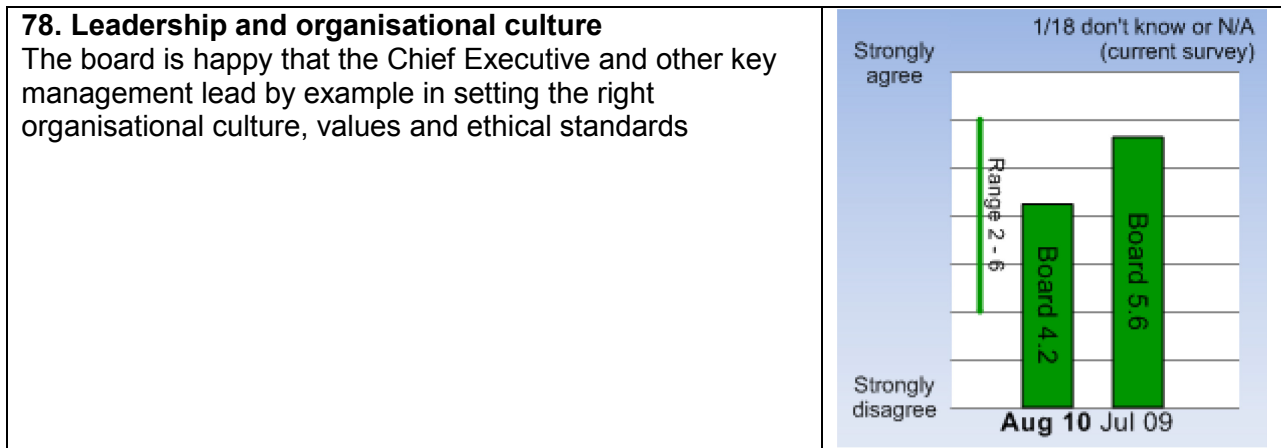 78. Leadership and organisational culture
The board is happy that the Chief Executive and other key
management lead by example in setting the right
organisational culture, values and ethical standards
1/18 don't know or N/A
(current survey)
Strongly
agree
Range 2 - 6
Board 4.2
Board 5.6
Strongly
disagree
Aug 10 Jul 09